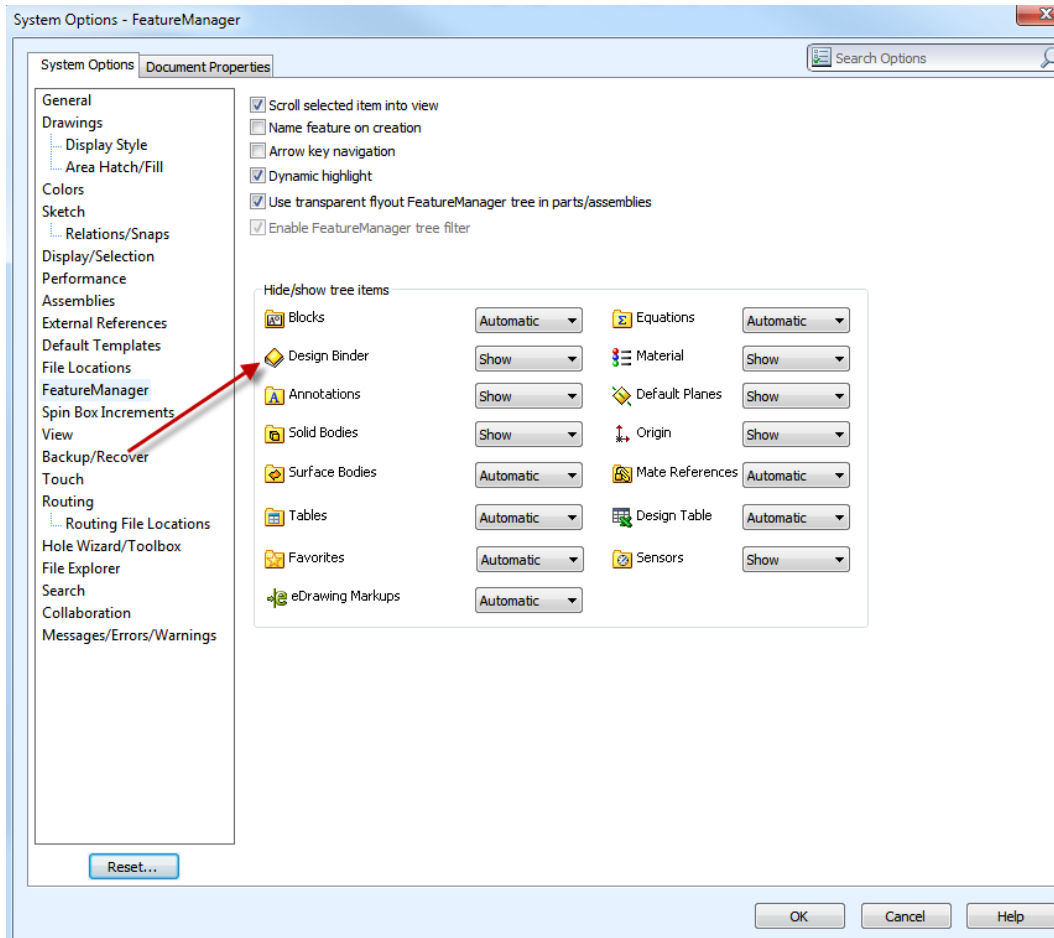 System Options - FeatureManager
System Options
Document Properties
Search Options
General
Drawings
Display Style
Area Hatch/Fill
Colors
Sketch
Relations/Snaps
Display/Selection
Performance
Assemblies
External References
Default Templates
File Locations
FeatureManager
Spin Box Increments
View
Backup/Recover
Touch
Routing
Routing File Locations
Hole Wizard/Toolbox
File Explorer
Search
Collaboration
Messages/Errors/Warnings
Reset...
Scroll selected item into view
Name feature on creation
Arrow key navigation
Dynamic highlight
Use transparent flyout FeatureManager tree in parts/assemblies
Enable FeatureManager tree filter
Hide/show tree items
Blocks Automatic Equations Automatic
Design Binder Show Material Show
Annotations Show Default Planes Show
Solid Bodies Show Origin Show
Surface Bodies Automatic Mate References Automatic
Tables Automatic Design Table Automatic
Favorites Automatic Sensors Show
eDrawing Markups Automatic
OK Cancel Help